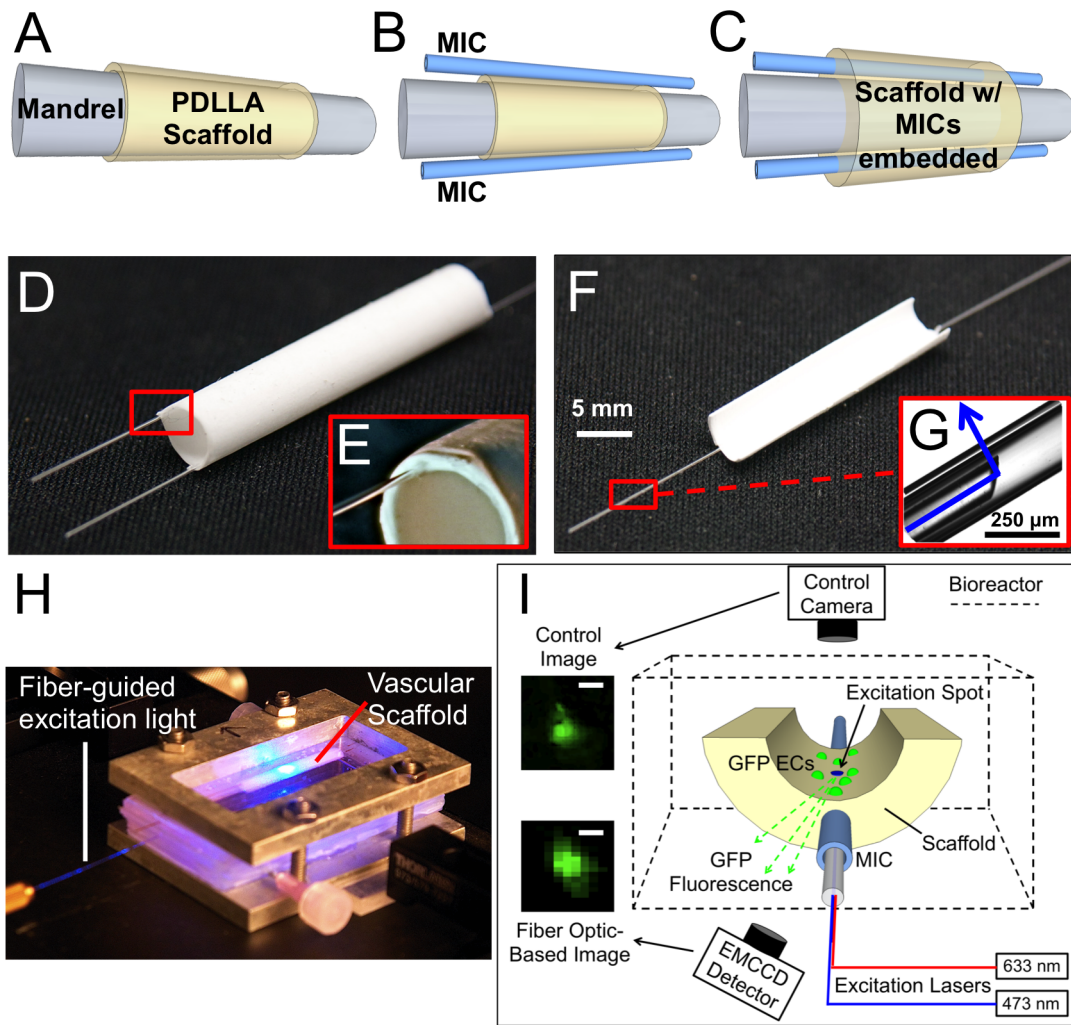 A
Mandrel
PDLLA
Scaffold
B
MIC
MIC
C
Scaffold w/
MICs
embedded
D
E
F
5 mm
G
250 µm
H
Fiber-guided
excitation light
Vascular
Scaffold
I
Control
Camera
Bioreactor
Control
Image
Excitation Spot
GFP ECs
Scaffold
MIC
GFP
Fluorescence
Fiber Optic-
Based Image
EMCCD
Detector
Excitation Lasers
633 nm
473 nm